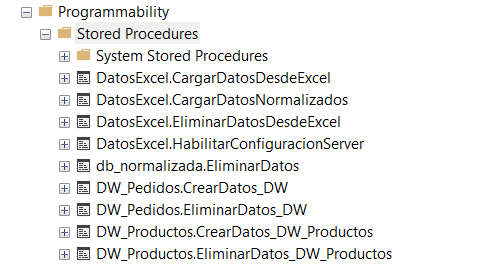 Programmability
Stored Procedures
System Stored Procedures
DatosExcel.CargarDatosDesdeExcel
DatosExcel.CargarDatosNormalizados
DatosExcel.EliminarDatosDesdeExcel
DatosExcel.HabilitarConfiguracionServer
db_normalizada.EliminarDatos
DW_Pedidos.CrearDatos_DW
DW_Pedidos.EliminarDatos_DW
DW_Productos.CrearDatos_DW_Productos
DW_Productos.EliminarDatos_DW_Productos